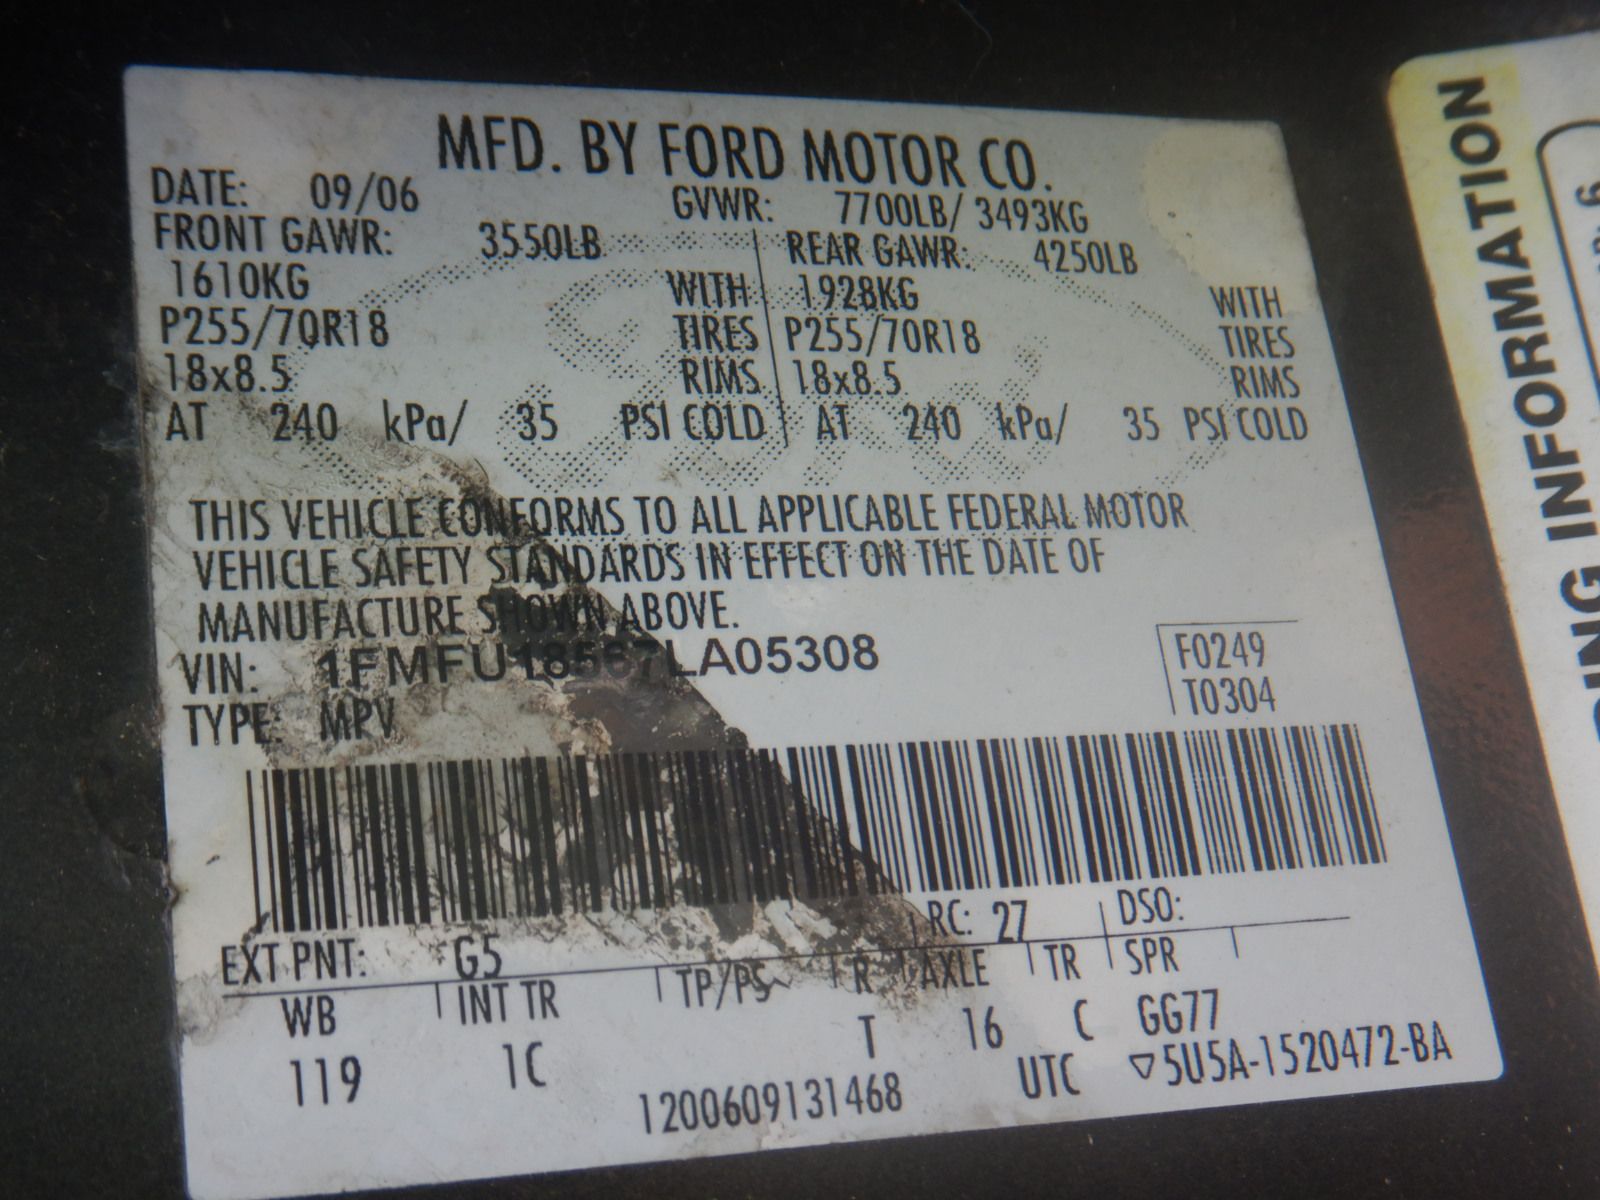 MFD. BY FORD MOTOR CO.
DATE: 09/06 GVWR: 7700LB/ 3493KG
FRONT GAWR: 3550LB REAR GAWR: 4250LB
1610KG WITH 1928KG WITH
P255/70R18 TIRES P255/70R18 TIRES
18x8.5 RIMS 18x8.5 RIMS
AT 240 kPa/ 35 PSI COLD AT 240 kPa/ 35 PSI COLD
THIS VEHICLE CONFORMS TO ALL APPLICABLE FEDERAL MOTOR
VEHICLE SAFETY STANDARDS IN EFFECT ON THE DATE OF
MANUFACTURE SHOWN ABOVE.
VIN: 1FMFU18567LA05308
F0249
T0304
TYPE: MPV
RC: 27 DSO:
EXT PNT: G5
WB INT TR TP/PS R AXLE TR SPR
119 1C T 16 C GG77
1200609131468 UTC ▽5U5A-1520472-BA
INFORMATION